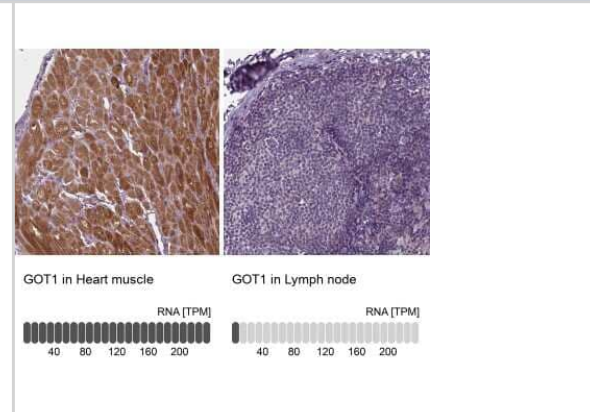 GOT1 in Heart muscle
GOT1 in Lymph node
RNA [TPM]
RNA [TPM]
40 80 120 160 200
40 80 120 160 200